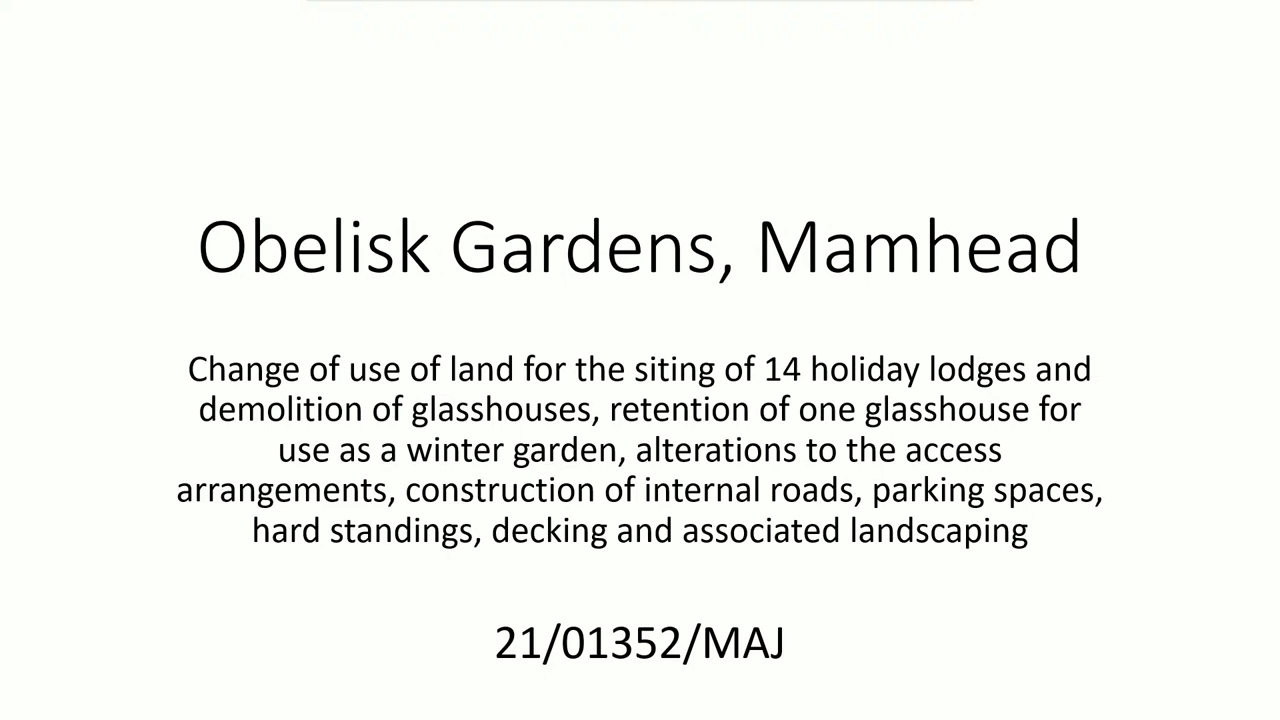 Obelisk Gardens, Mamhead
Change of use of land for the siting of 14 holiday lodges and
demolition of glasshouses, retention of one glasshouse for
use as a winter garden, alterations to the access
arrangements, construction of internal roads, parking spaces,
hard standings, decking and associated landscaping
21/01352/MAJ